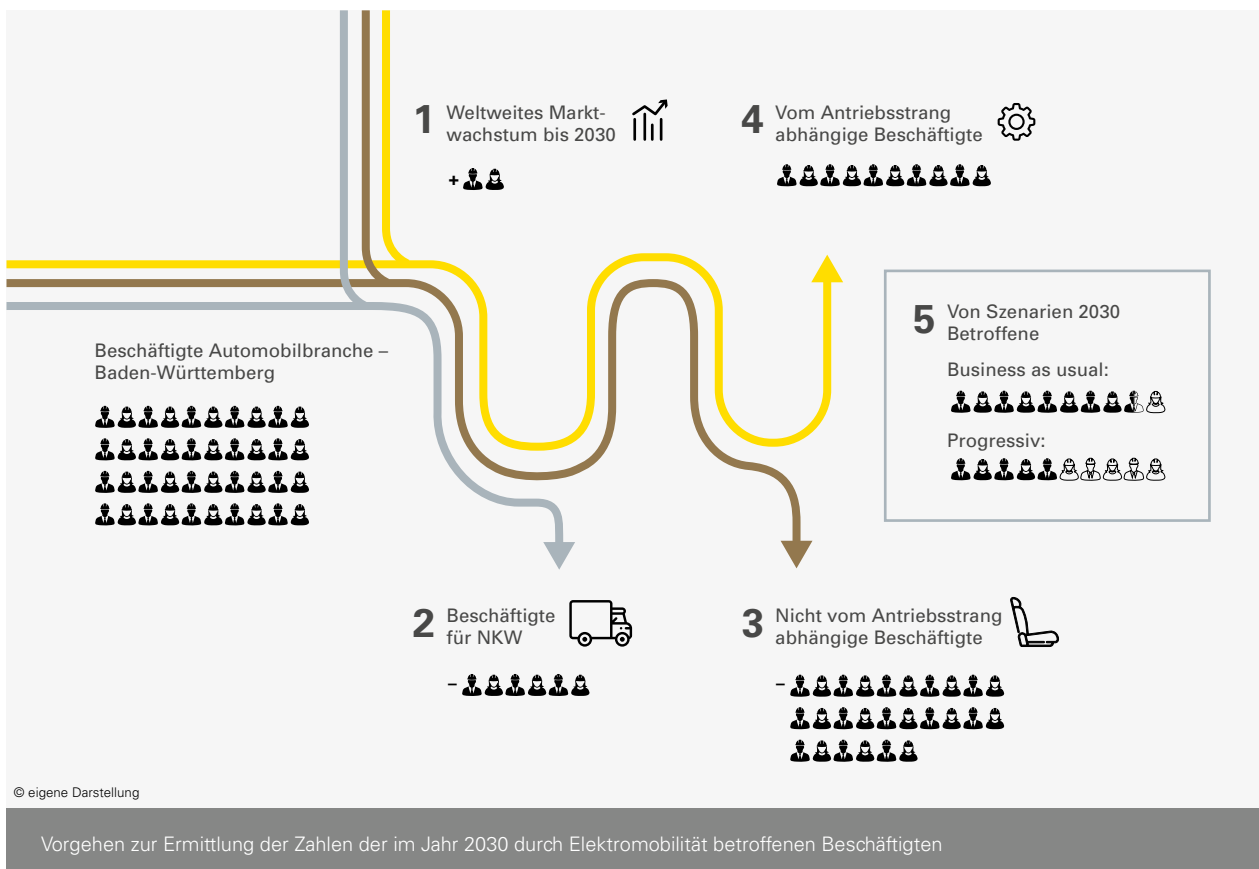 1 Weltweites Markt-
wachstum bis 2030
+
4 Vom Antriebsstrang
abhängige Beschäftigte
Beschäftigte Automobilbranche –
Baden-Württemberg
5 Von Szenarien 2030
Betroffene
Business as usual:
Progressiv:
2 Beschäftigte
für NKW
–
3 Nicht vom Antriebsstrang
abhängige Beschäftigte
–
© eigene Darstellung
Vorgehen zur Ermittlung der Zahlen der im Jahr 2030 durch Elektromobilität betroffenen Beschäftigten